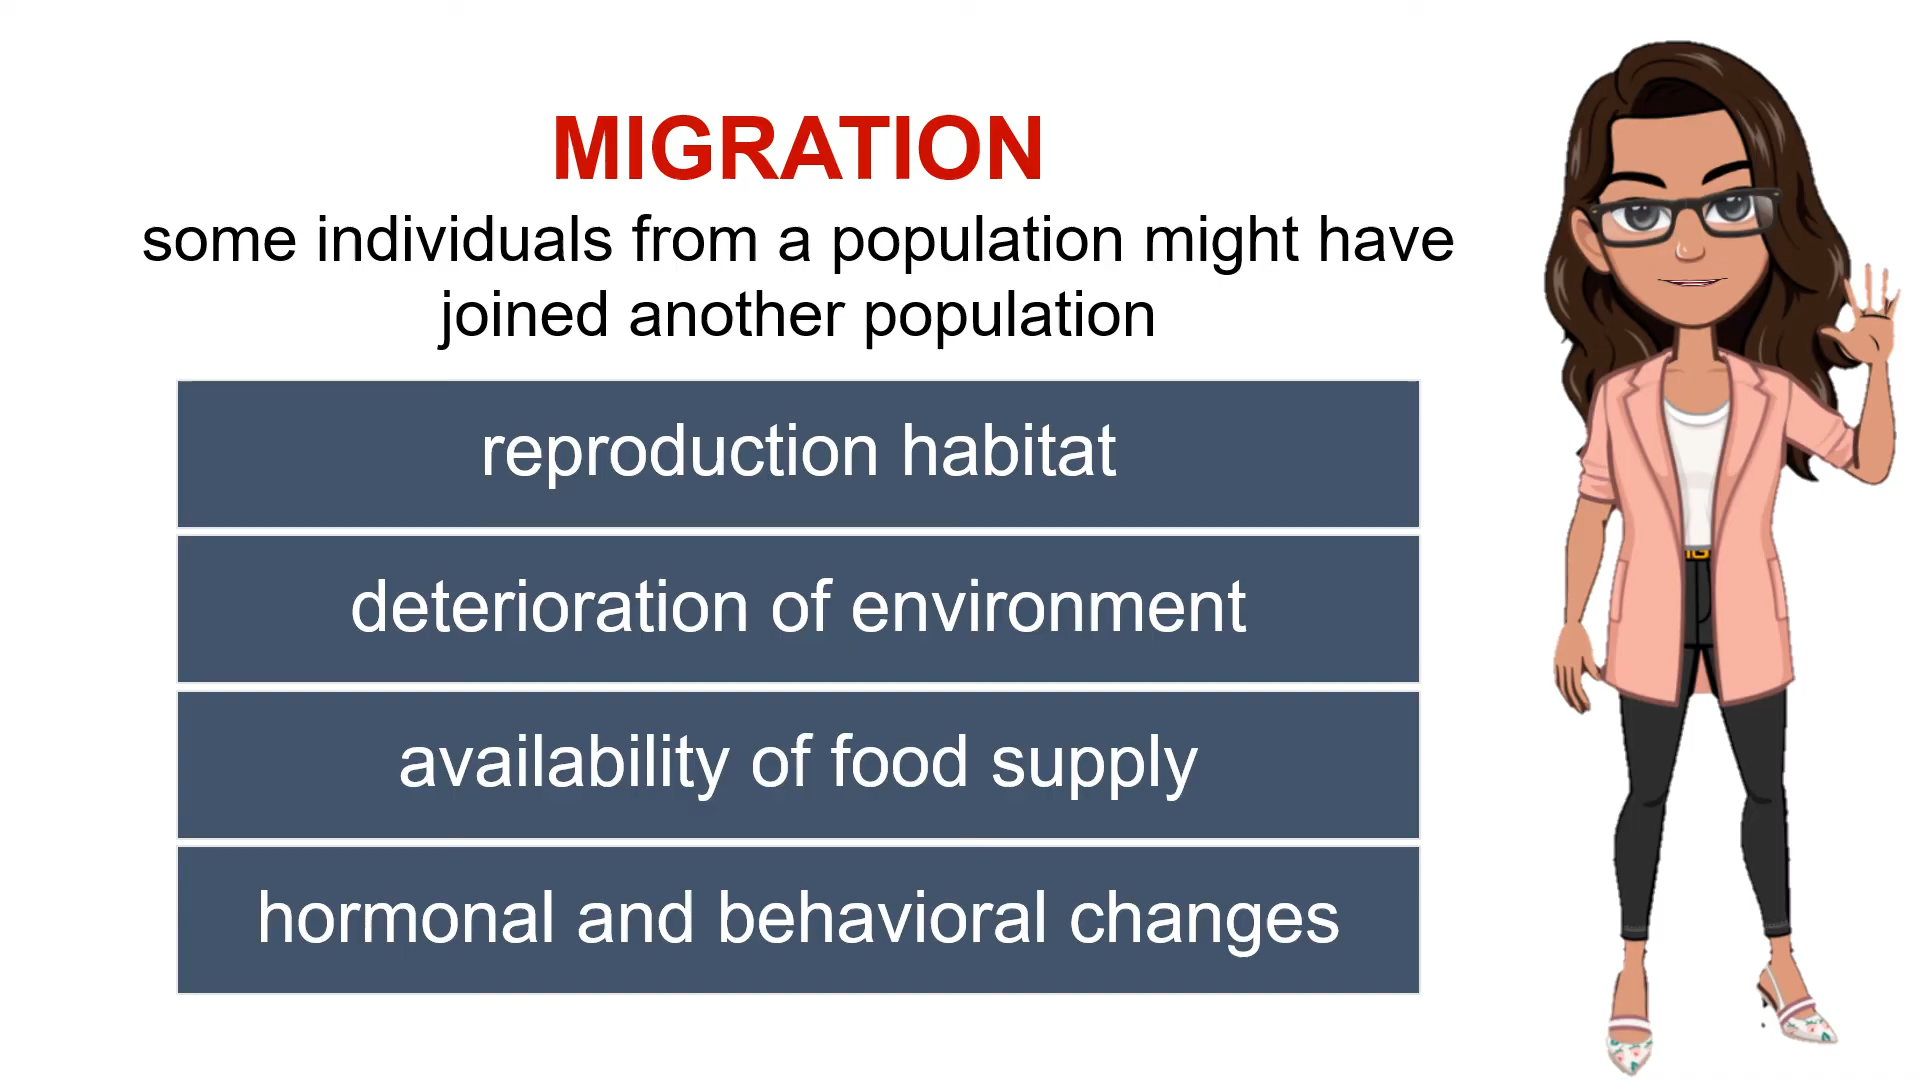 MIGRATION
some individuals from a population might have
joined another population
reproduction habitat
deterioration of environment
availability of food supply
hormonal and behavioral changes